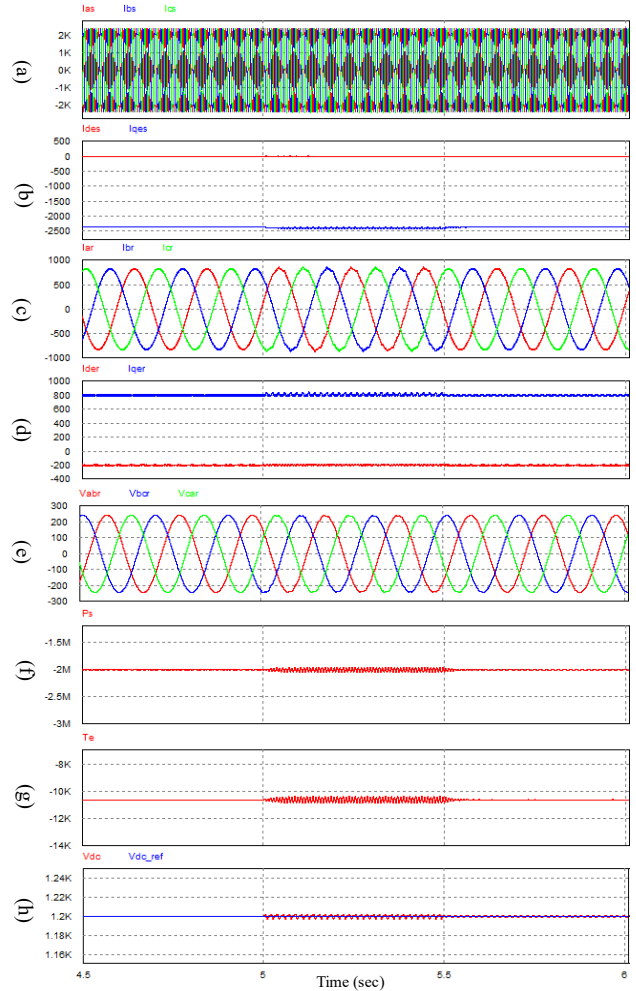 Ias Ibs Ics
2K
1K
0K
-1K
-2K
(a)
Ides Iqes
500
0
-500
-1000
-1500
-2000
-2500
(b)
Iar Ibr Icr
1000
500
0
-500
-1000
(c)
Ider Iqer
1000
800
600
400
200
0
-200
-400
(d)
Vabr Vbcr Vcar
300
200
100
0
-100
-200
-300
(e)
Ps
-1.5M
-2M
-2.5M
-3M
(f)
Te
-8K
-10K
-12K
-14K
(g)
Vdc Vdc_ref
1.24K
1.22K
1.2K
1.18K
1.16K
(h)
4.5 5 5.5 6
Time (sec)